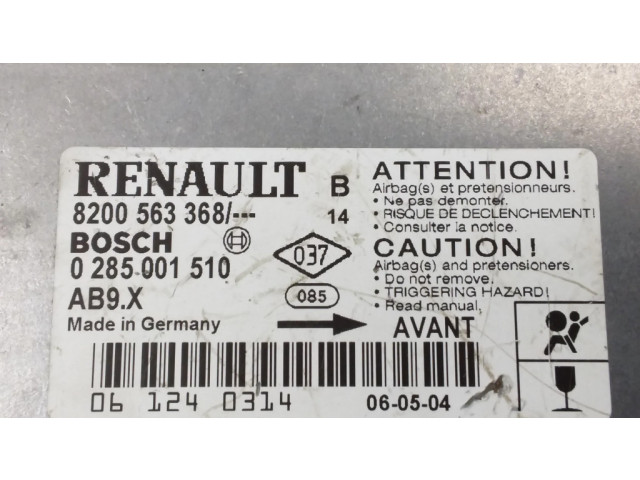 RENAULT B
8200 563 368/--- 14
BOSCH
0 285 001 510
037
AB9.X
085
Made in Germany
AVANT
06 124 0314
06-05-04
ATTENTION!
Airbag(s) et pretensionneurs.
• Ne pas demonter.
• RISQUE DE DECLENCHEMENT!
• Consulter la notice.
CAUTION!
Airbag(s) and pretensioners.
• Do not remove.
• TRIGGERING HAZARD!
• Read manual.